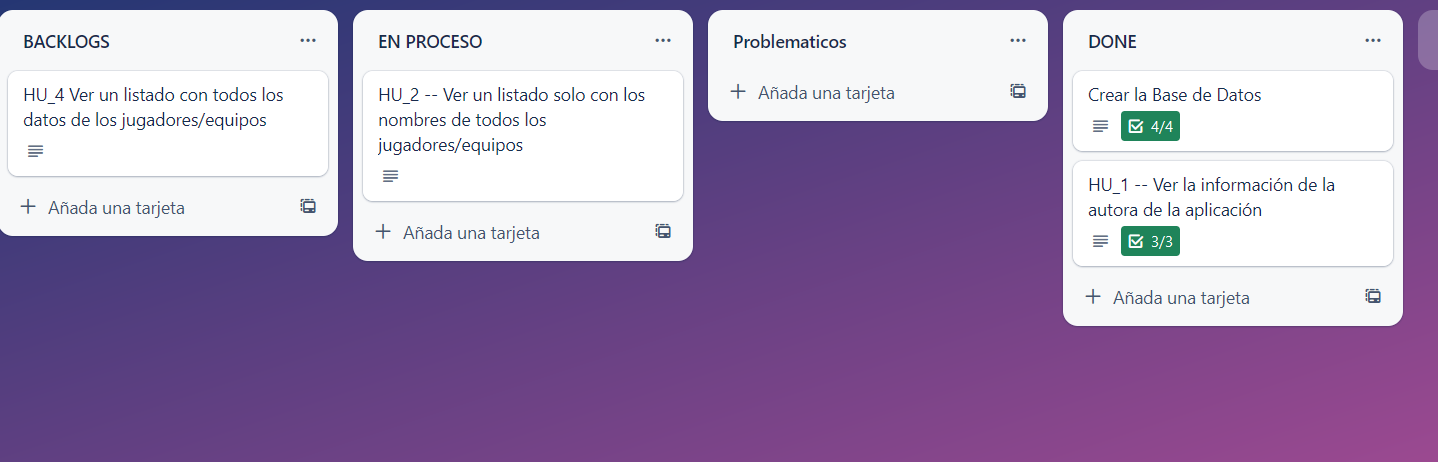 BACKLOGS
HU_4 Ver un listado con todos los
datos de los jugadores/equipos
Añada una tarjeta
EN PROCESO
HU_2 -- Ver un listado solo con los
nombres de todos los
jugadores/equipos
Añada una tarjeta
Problematicos
Añada una tarjeta
DONE
Crear la Base de Datos
4/4
HU_1 -- Ver la información de la
autora de la aplicación
3/3
Añada una tarjeta